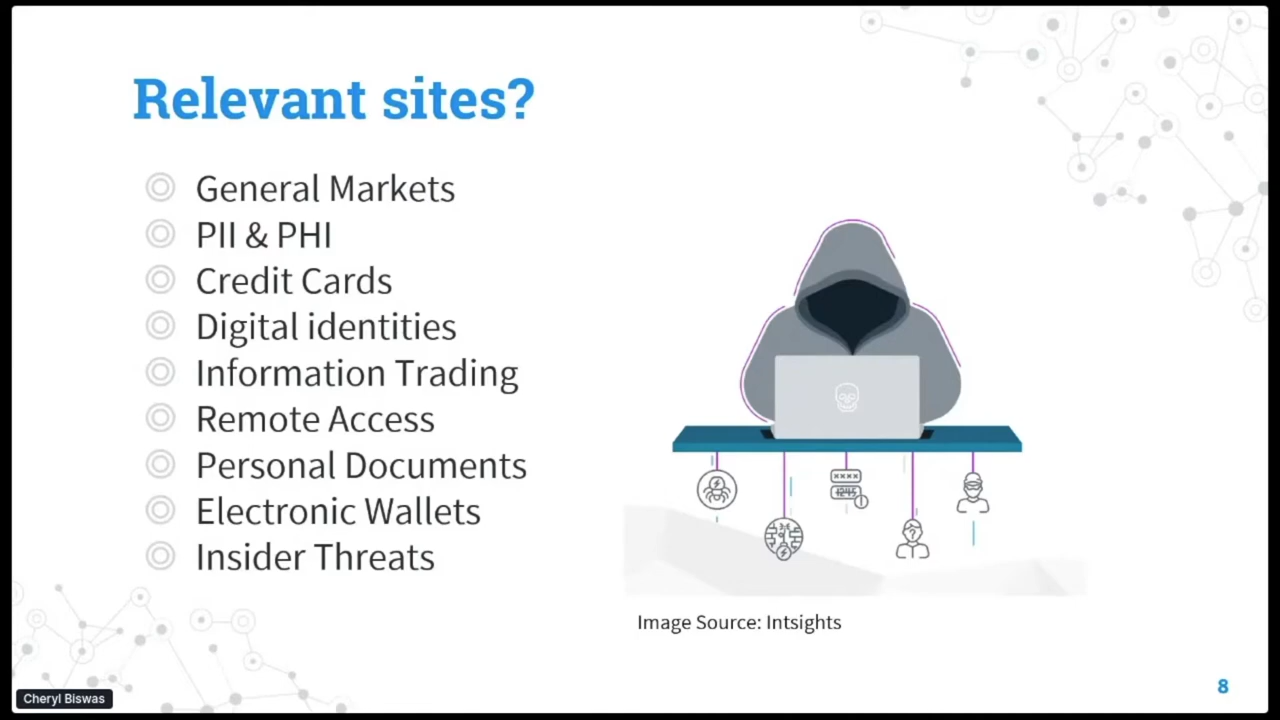 Relevant sites?
General Markets
PII & PHI
Credit Cards
Digital identities
Information Trading
Remote Access
Personal Documents
Electronic Wallets
Insider Threats
xxxx
?
Image Source: Intsights
8
Cheryl Biswas